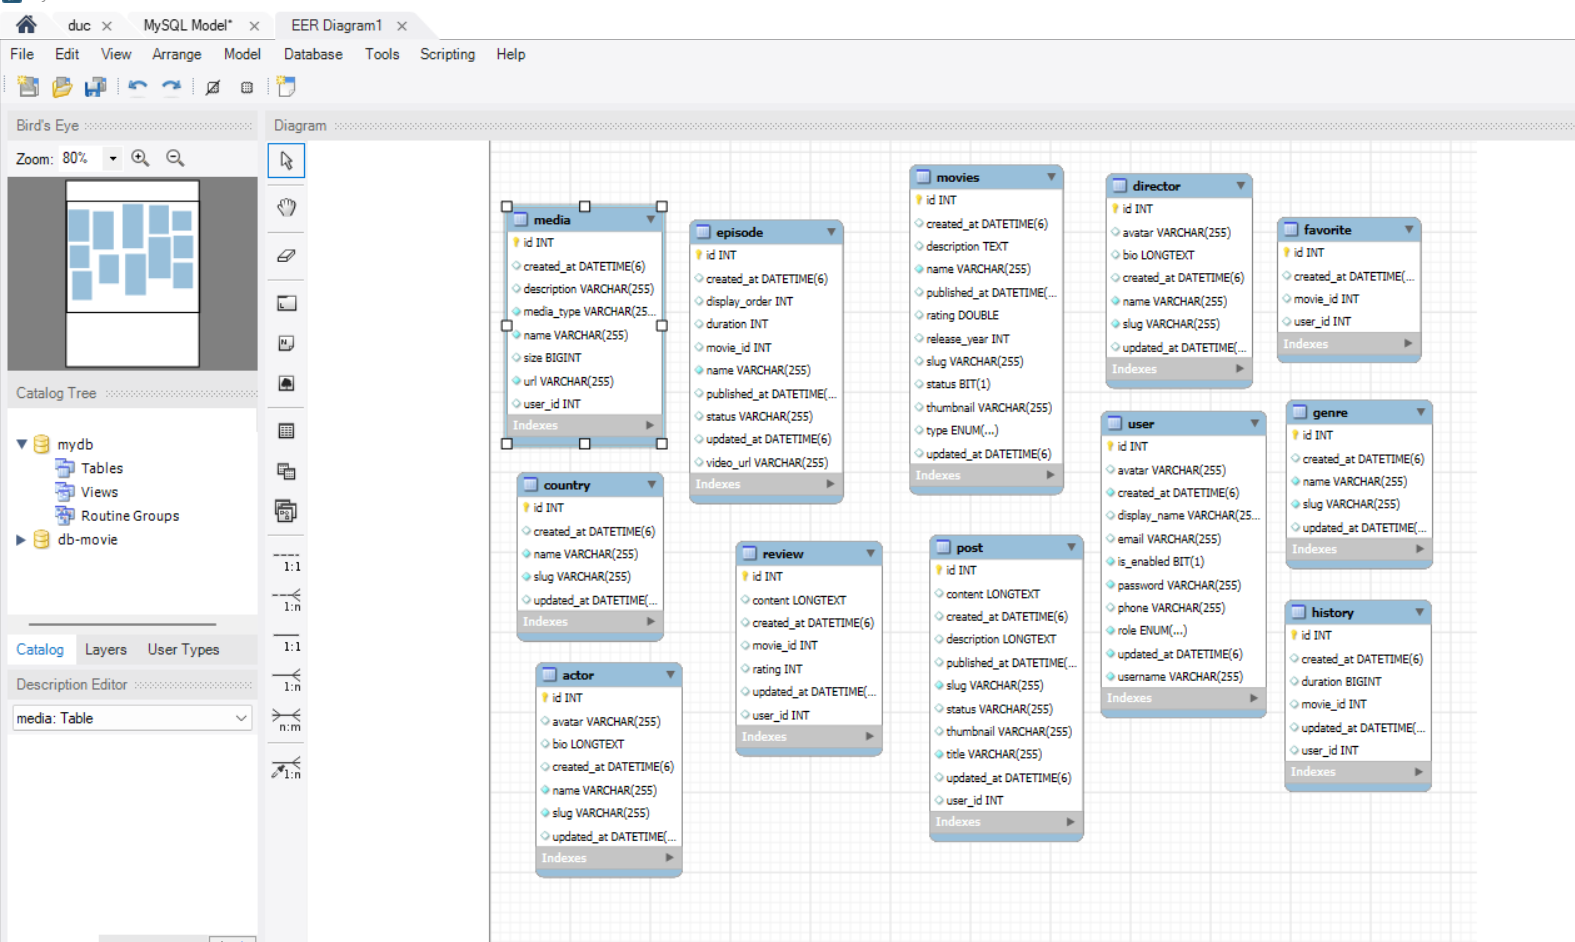 duc
MySQL Model*
EER Diagram1
File Edit View Arrange Model Database Tools Scripting Help
Bird's Eye
Zoom: 80%
Catalog Tree
mydb
Tables
Views
Routine Groups
db-movie
Catalog Layers User Types
Description Editor
media: Table
Diagram
1:1
1:n
1:1
1:n
n:m
1:n
media
id INT
created_at DATETIME(6)
description VARCHAR(255)
media_type VARCHAR(25...
name VARCHAR(255)
size BIGINT
url VARCHAR(255)
user_id INT
Indexes
episode
id INT
created_at DATETIME(6)
display_order INT
duration INT
movie_id INT
name VARCHAR(255)
published_at DATETIME(...
status VARCHAR(255)
updated_at DATETIME(6)
video_url VARCHAR(255)
Indexes
movies
id INT
created_at DATETIME(6)
description TEXT
name VARCHAR(255)
published_at DATETIME(...
rating DOUBLE
release_year INT
slug VARCHAR(255)
status BIT(1)
thumbnail VARCHAR(255)
type ENUM(...)
updated_at DATETIME(6)
Indexes
director
id INT
avatar VARCHAR(255)
bio LONGTEXT
created_at DATETIME(6)
name VARCHAR(255)
slug VARCHAR(255)
updated_at DATETIME(...
Indexes
favorite
id INT
created_at DATETIME(...
movie_id INT
user_id INT
Indexes
country
id INT
created_at DATETIME(6)
name VARCHAR(255)
slug VARCHAR(255)
updated_at DATETIME(...
Indexes
review
id INT
content LONGTEXT
created_at DATETIME(6)
movie_id INT
rating INT
updated_at DATETIME(...
user_id INT
Indexes
post
id INT
content LONGTEXT
created_at DATETIME(6)
description LONGTEXT
published_at DATETIME(...
slug VARCHAR(255)
status VARCHAR(255)
thumbnail VARCHAR(255)
title VARCHAR(255)
updated_at DATETIME(6)
user_id INT
Indexes
user
id INT
avatar VARCHAR(255)
created_at DATETIME(6)
display_name VARCHAR(25...
email VARCHAR(255)
is_enabled BIT(1)
password VARCHAR(255)
phone VARCHAR(255)
role ENUM(...)
updated_at DATETIME(6)
username VARCHAR(255)
Indexes
genre
id INT
created_at DATETIME(6)
name VARCHAR(255)
slug VARCHAR(255)
updated_at DATETIME(...
Indexes
history
id INT
created_at DATETIME(6)
duration BIGINT
movie_id INT
updated_at DATETIME(...
user_id INT
Indexes
actor
id INT
avatar VARCHAR(255)
bio LONGTEXT
created_at DATETIME(6)
name VARCHAR(255)
slug VARCHAR(255)
updated_at DATETIME(...
Indexes